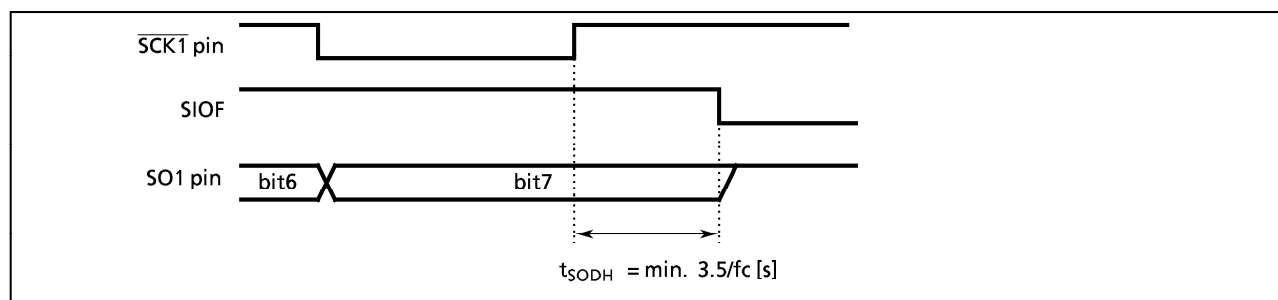 SCK1 pin
SIOF
SO1 pin
bit6
bit7
tSODH = min. 3.5/fc [s]